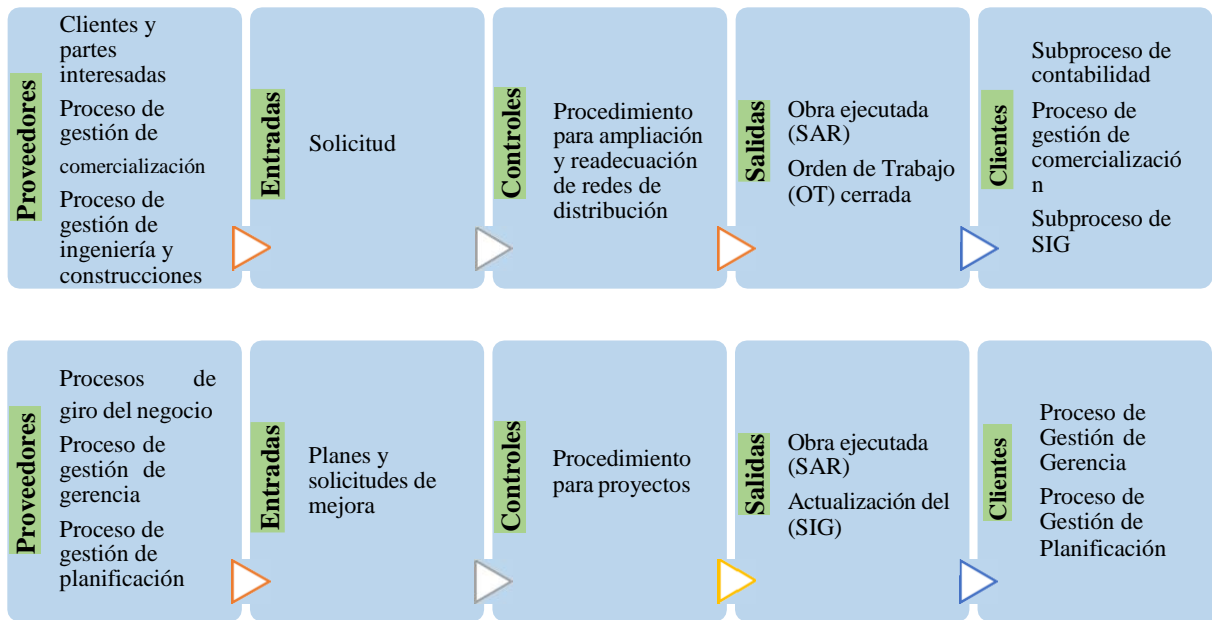 Proveedores
Clientes y
partes
interesadas
Proceso de
gestión de
comercialización
Proceso de
gestión de
ingeniería y
construcciones
Entradas
Solicitud
Controles
Procedimiento
para ampliación
y readecuación
de redes de
distribución
Salidas
Obra ejecutada
(SAR)
Orden de Trabajo
(OT) cerrada
Clientes
Subproceso de
contabilidad
Proceso de
gestión de
comercializació
n
Subproceso de
SIG
Proveedores
Procesos de
giro del negocio
Proceso de
gestión de
gerencia
Proceso de
gestión de
planificación
Entradas
Planes y
solicitudes de
mejora
Controles
Procedimiento
para proyectos
Salidas
Obra ejecutada
(SAR)
Actualización del
(SIG)
Clientes
Proceso de
Gestión de
Gerencia
Proceso de
Gestión de
Planificación